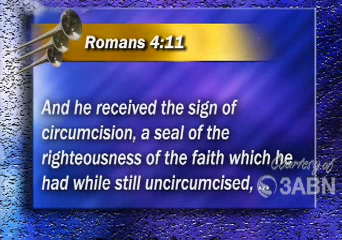 Romans 4:11
And he received the sign of
circumcision, a seal of the
righteousness of the faith which he
had while still uncircumcised, ...
Courtesy of
3ABN